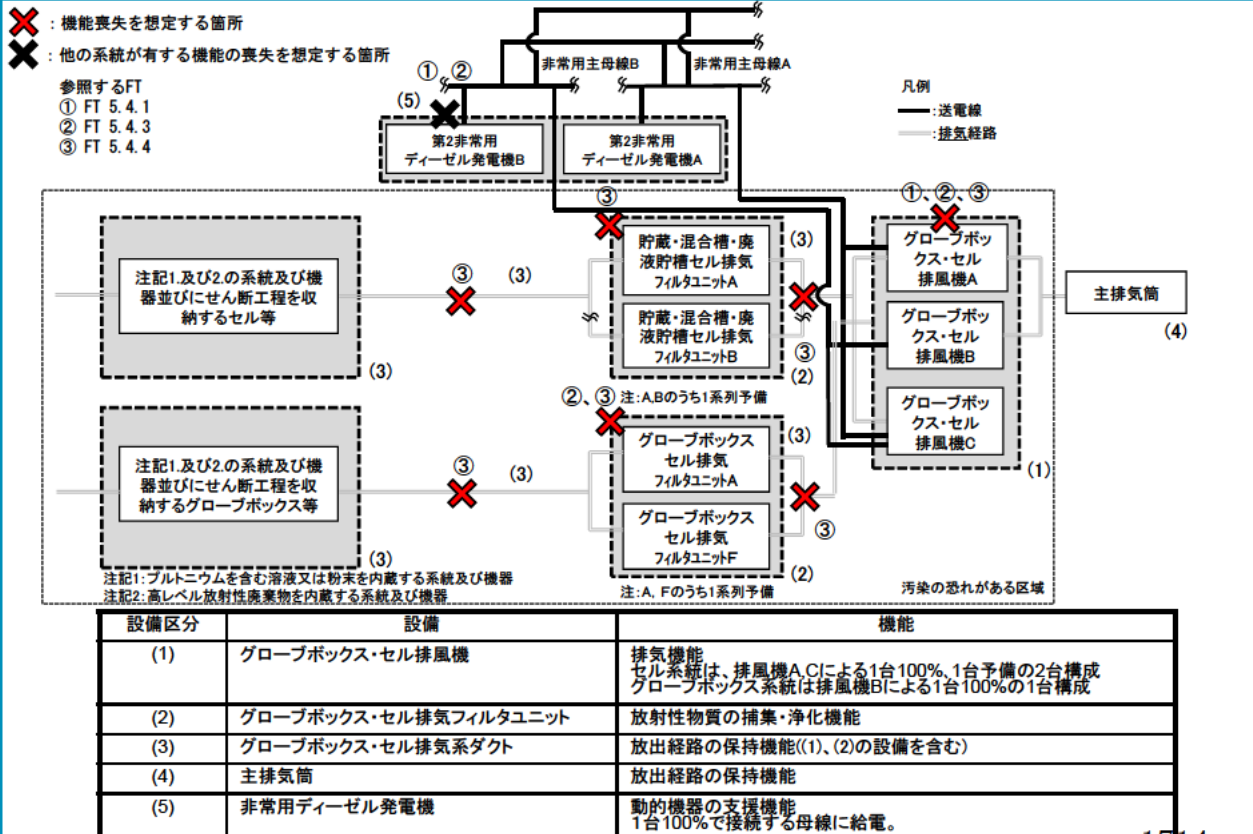 ：機能喪失を想定する箇所
：他の系統が有する機能の喪失を想定する箇所
参照するFT
① FT 5.4.1
② FT 5.4.3
③ FT 5.4.4
①、②
非常用主母線B
非常用主母線A
(5)
第2非常用
ディーゼル発電機B
第2非常用
ディーゼル発電機A
凡例
：送電線
：排気経路
注記1.及び2.の系統及び機
器並びにせん断工程を収
納するセル等
(3)
③
(3)
③
貯蔵・混合槽・廃
液貯槽セル排気
フィルタユニットA
(3)
貯蔵・混合槽・廃
液貯槽セル排気
フィルタユニットB
③
(2)
注：A,Bのうち1系列予備
①、②、③
グローブボッ
クス・セル
排風機A
グローブボッ
クス・セル
排風機B
グローブボッ
クス・セル
排風機C
(1)
主排気筒
(4)
注記1.及び2.の系統及び機
器並びにせん断工程を収
納するグローブボックス等
(3)
③
(3)
②、③
グローブボックス
セル排気
フィルタユニットA
(3)
グローブボックス
セル排気
フィルタユニットF
③
(2)
注：A, Fのうち1系列予備
注記1：プルトニウムを含む溶液又は粉末を内蔵する系統及び機器
注記2：高レベル放射性廃棄物を内蔵する系統及び機器
汚染の恐れがある区域
設備区分 設備 機能
(1) グローブボックス・セル排風機 排気機能
セル系統は、排風機A,Cによる1台100%、1台予備の2台構成
グローブボックス系統は排風機Bによる1台100%の1台構成
(2) グローブボックス・セル排気フィルタユニット 放射性物質の捕集・浄化機能
(3) グローブボックス・セル排気系ダクト 放出経路の保持機能((1)、(2)の設備を含む)
(4) 主排気筒 放出経路の保持機能
(5) 非常用ディーゼル発電機 動的機器の支援機能
1台100%で接続する母線に給電。